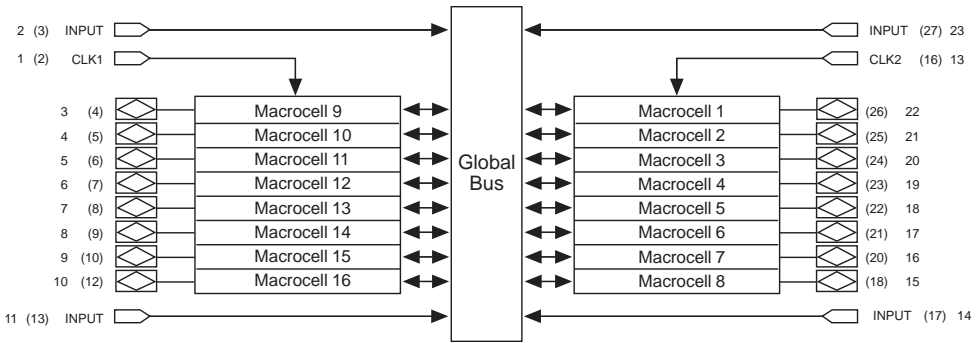 2 (3) INPUT INPUT (27) 23
1 (2) CLK1 CLK2 (16) 13
3 (4) Macrocell 9 Macrocell 1 (26) 22
4 (5) Macrocell 10 Macrocell 2 (25) 21
5 (6) Macrocell 11 Macrocell 3 (24) 20
Global
6 (7) Macrocell 12 Macrocell 4 (23) 19
Bus
7 (8) Macrocell 13 Macrocell 5 (22) 18
8 (9) Macrocell 14 Macrocell 6 (21) 17
9 (10) Macrocell 15 Macrocell 7 (20) 16
10 (12) Macrocell 16 Macrocell 8 (18) 15
11 (13) INPUT INPUT (17) 14